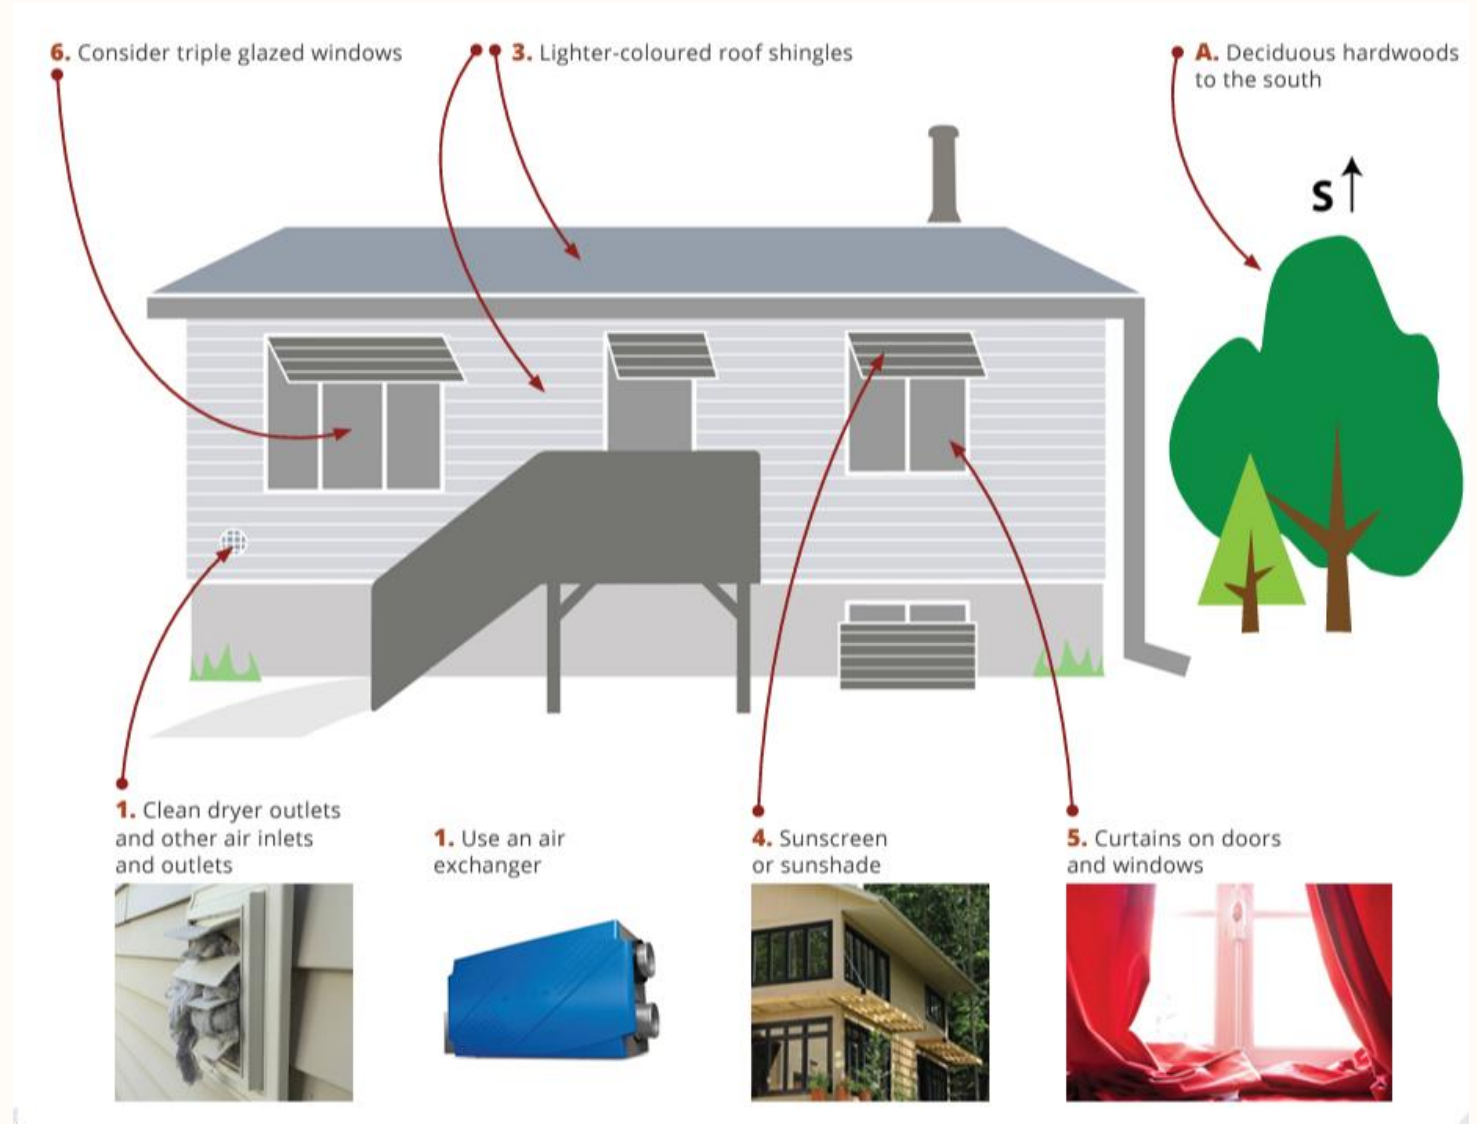 6. Consider triple glazed windows
3. Lighter-coloured roof shingles
A. Deciduous hardwoods
to the south
S
1. Clean dryer outlets
and other air inlets
and outlets
1. Use an air
exchanger
4. Sunscreen
or sunshade
5. Curtains on doors
and windows